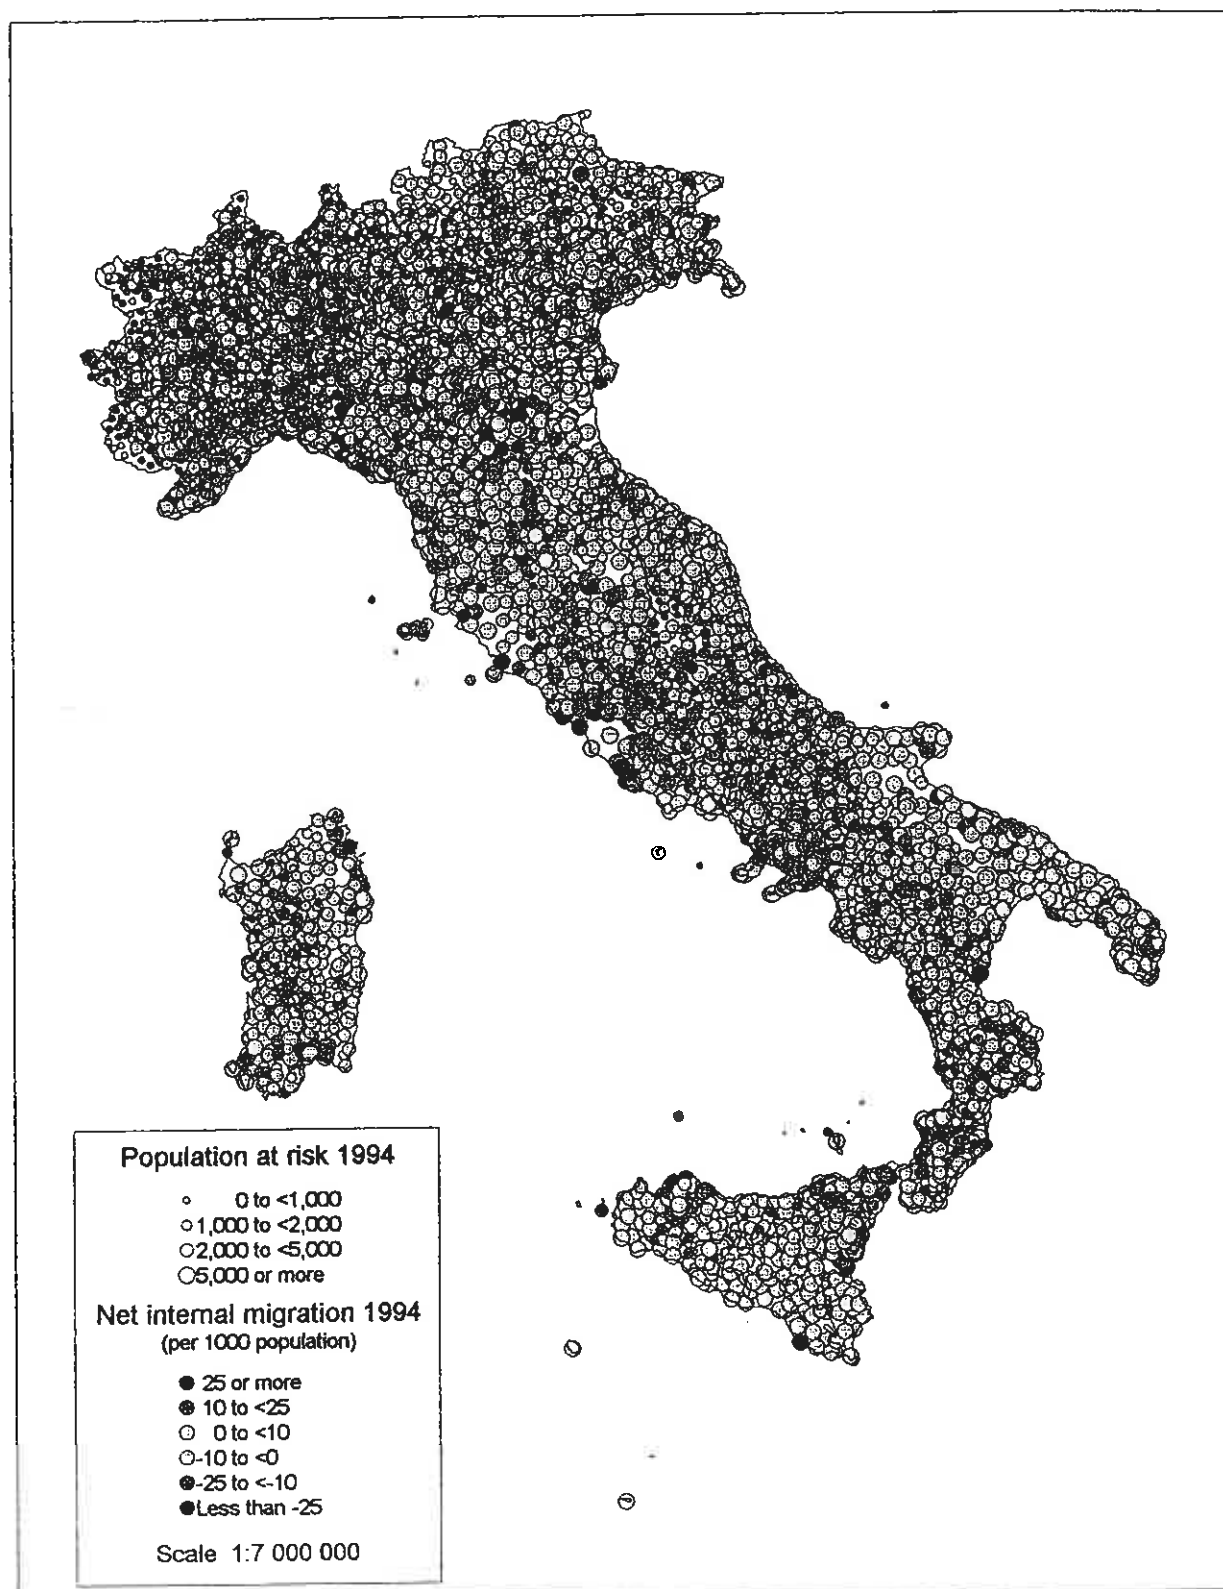 Population at risk 1994
0 to <1,000
1,000 to <2,000
2,000 to <5,000
5,000 or more
Net internal migration 1994
(per 1000 population)
25 or more
10 to <25
0 to <10
-10 to <0
-25 to <-10
Less than -25
Scale 1:7 000 000